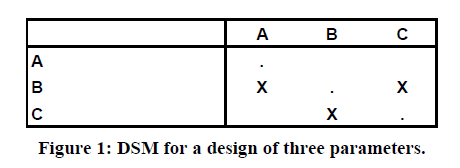 A B C
A .
B X . X
C X .
Figure 1: DSM for a design of three parameters.